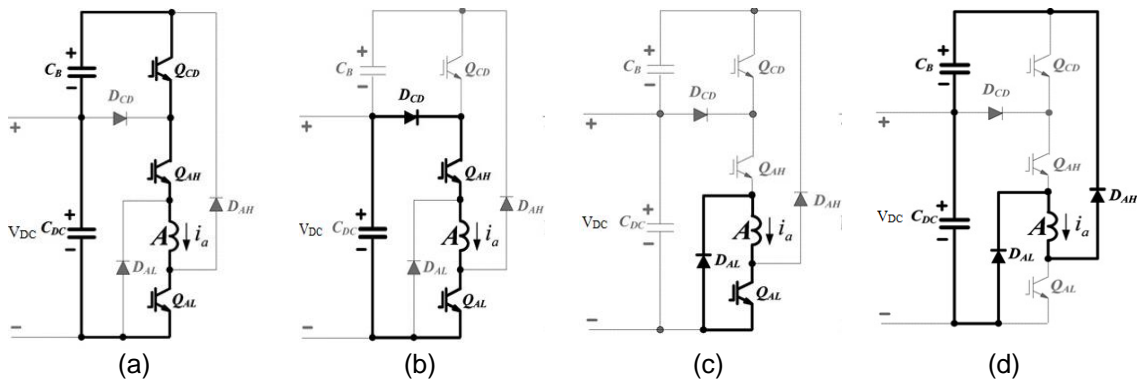 + C_B − Q_CD D_CD + Q_AH + V_DC C_DC − A i_a D_AH D_AL Q_AL −
(a)
+ C_B − Q_CD D_CD + Q_AH + V_DC C_DC − A i_a D_AH D_AL Q_AL −
(b)
+ C_B − Q_CD D_CD + Q_AH + V_DC C_DC − A i_a D_AH D_AL Q_AL −
(c)
+ C_B − Q_CD D_CD + Q_AH + V_DC C_DC − A i_a D_AH D_AL Q_AL −
(d)